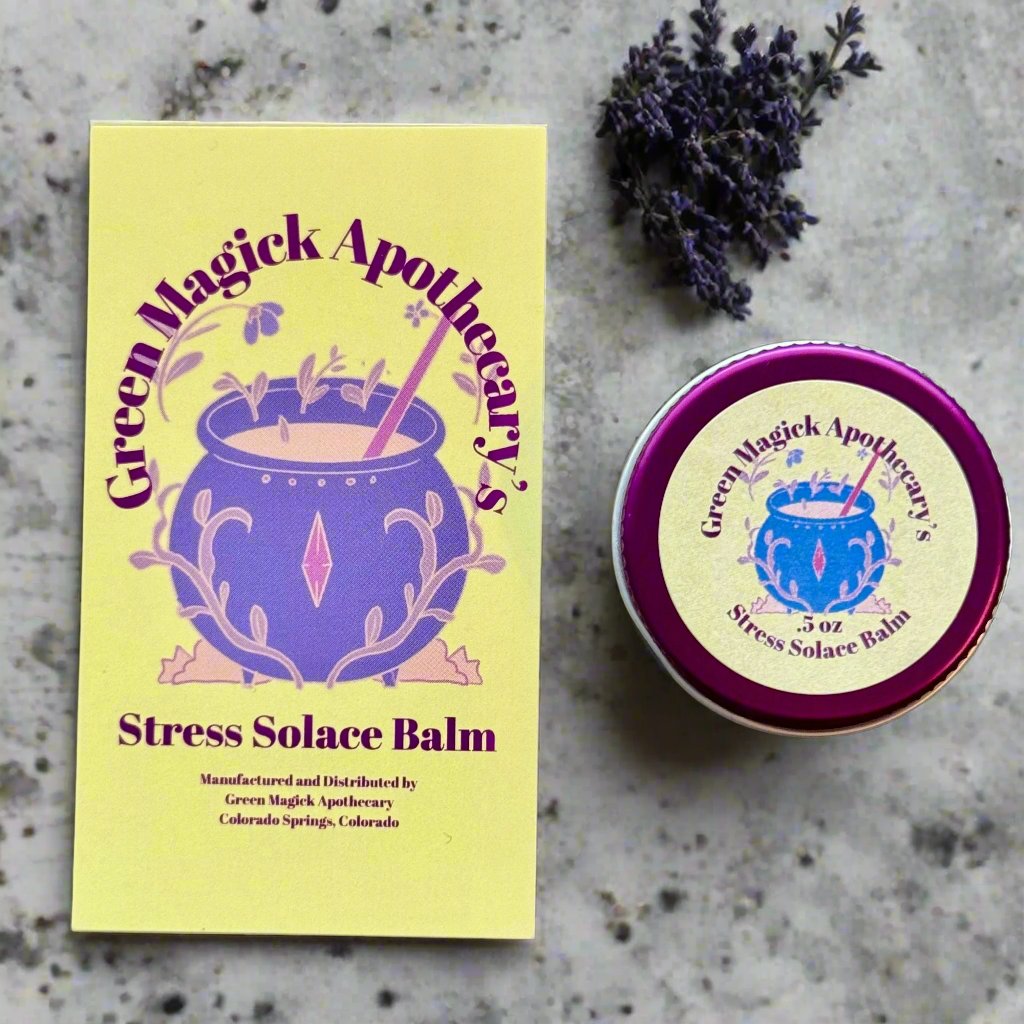 Green Magick Apothecary's
Stress Solace Balm
Manufactured and Distributed by
Green Magick Apothecary
Colorado Springs, Colorado
Green Magick Apothecary's
.5 oz
Stress Solace Balm